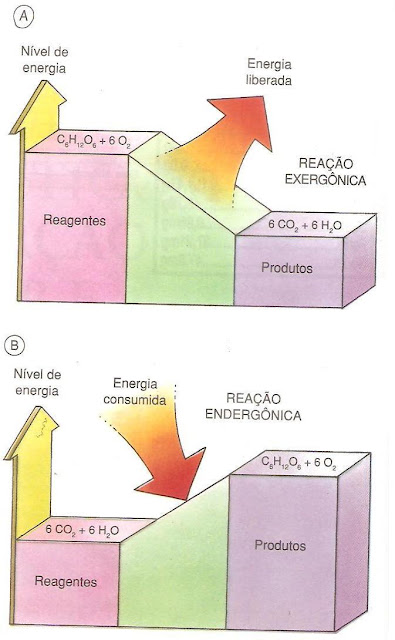 A
Nível de
energia
Energia
liberada
C₆H₁₂O₆ + 6 O₂
REAÇÃO
EXERGÔNICA
Reagentes
6 CO₂ + 6 H₂O
Produtos
B
Nível de
energia
Energia
consumida
REAÇÃO
ENDERGÔNICA
C₆H₁₂O₆ + 6 O₂
6 CO₂ + 6 H₂O
Produtos
Reagentes